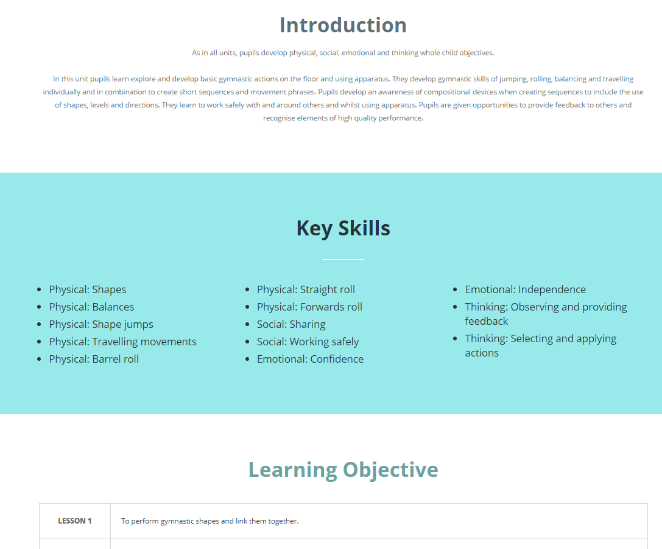 Introduction
As in all units, pupils develop physical, social, emotional and thinking whole child objectives.
In this unit pupils learn explore and develop basic gymnastic actions on the floor and using apparatus. They develop gymnastic skills of jumping, rolling, balancing and travelling
individually and in combination to create short sequences and movement phrases. Pupils develop an awareness of compositional devices when creating sequences to include the use
of shapes, levels and directions. They learn to work safely with and around others and whilst using apparatus. Pupils are given opportunities to provide feedback to others and
recognise elements of high quality performance.
Key Skills
• Physical: Shapes
• Physical: Balances
• Physical: Shape jumps
• Physical: Travelling movements
• Physical: Barrel roll
• Physical: Straight roll
• Physical: Forwards roll
• Social: Sharing
• Social: Working safely
• Emotional: Confidence
• Emotional: Independence
• Thinking: Observing and providing
feedback
• Thinking: Selecting and applying
actions
Learning Objective
LESSON 1 To perform gymnastic shapes and link them together.